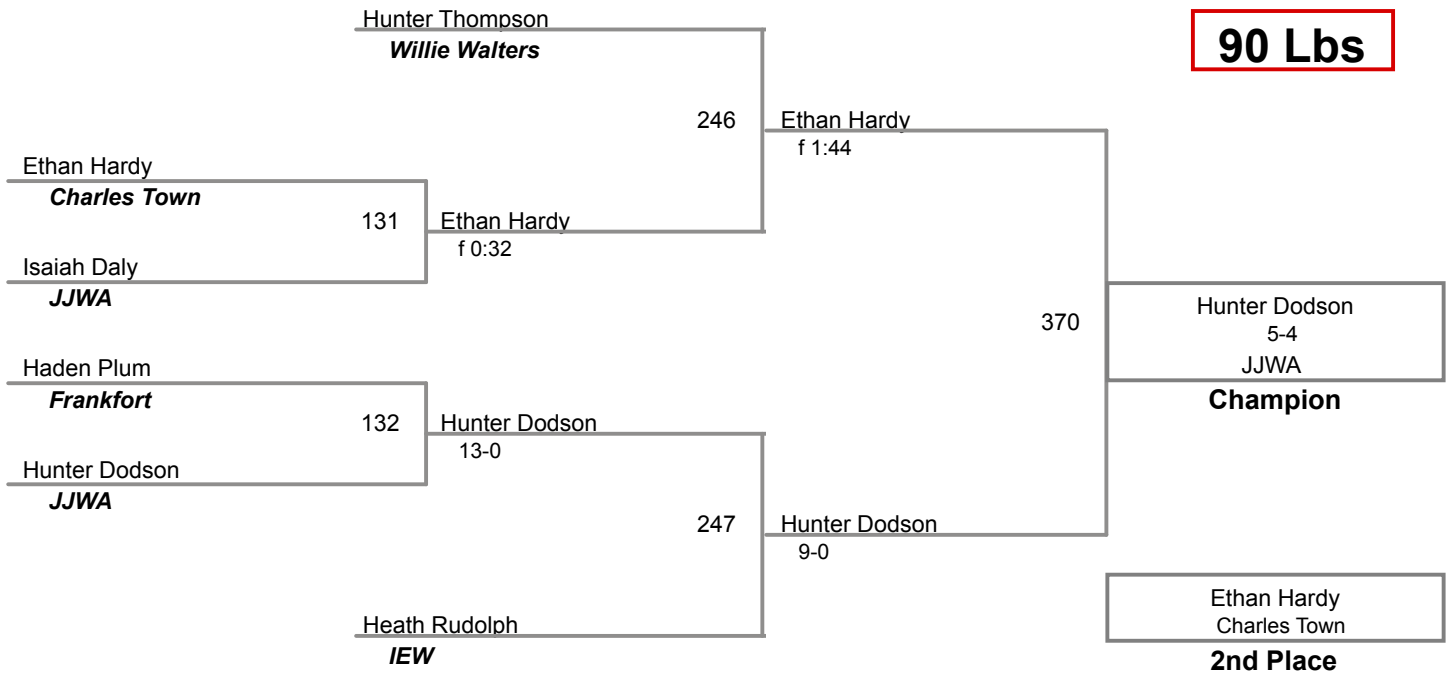 Hunter Thompson
Willie Walters
90 Lbs
246
Ethan Hardy
f 1:44
Ethan Hardy
Charles Town
131
Ethan Hardy
f 0:32
Isaiah Daly
JJWA
370
Hunter Dodson
5-4
JJWA
Champion
Haden Plum
Frankfort
132
Hunter Dodson
13-0
Hunter Dodson
JJWA
247
Hunter Dodson
9-0
Heath Rudolph
IEW
Ethan Hardy
Charles Town
2nd Place